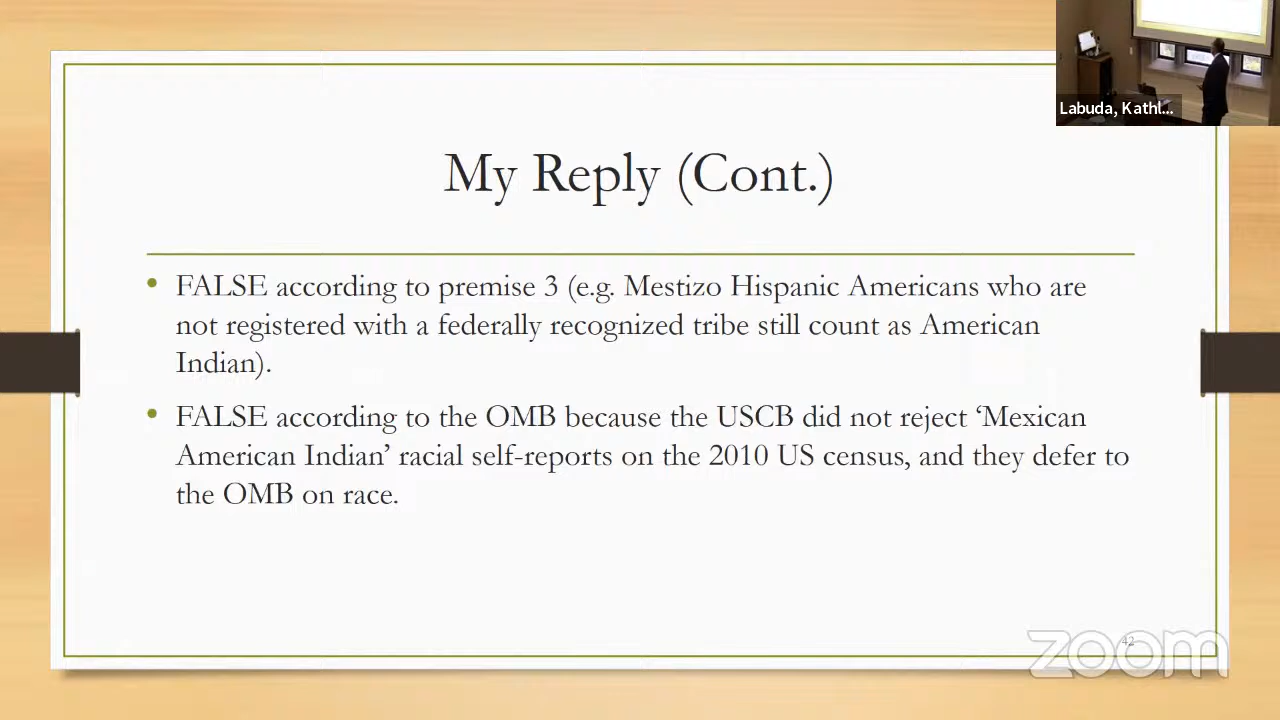 Labuda, Kathl...
My Reply (Cont.)
• FALSE according to premise 3 (e.g. Mestizo Hispanic Americans who are
not registered with a federally recognized tribe still count as American
Indian).
• FALSE according to the OMB because the USCB did not reject ‘Mexican
American Indian’ racial self-reports on the 2010 US census, and they defer to
the OMB on race.
42
zoom